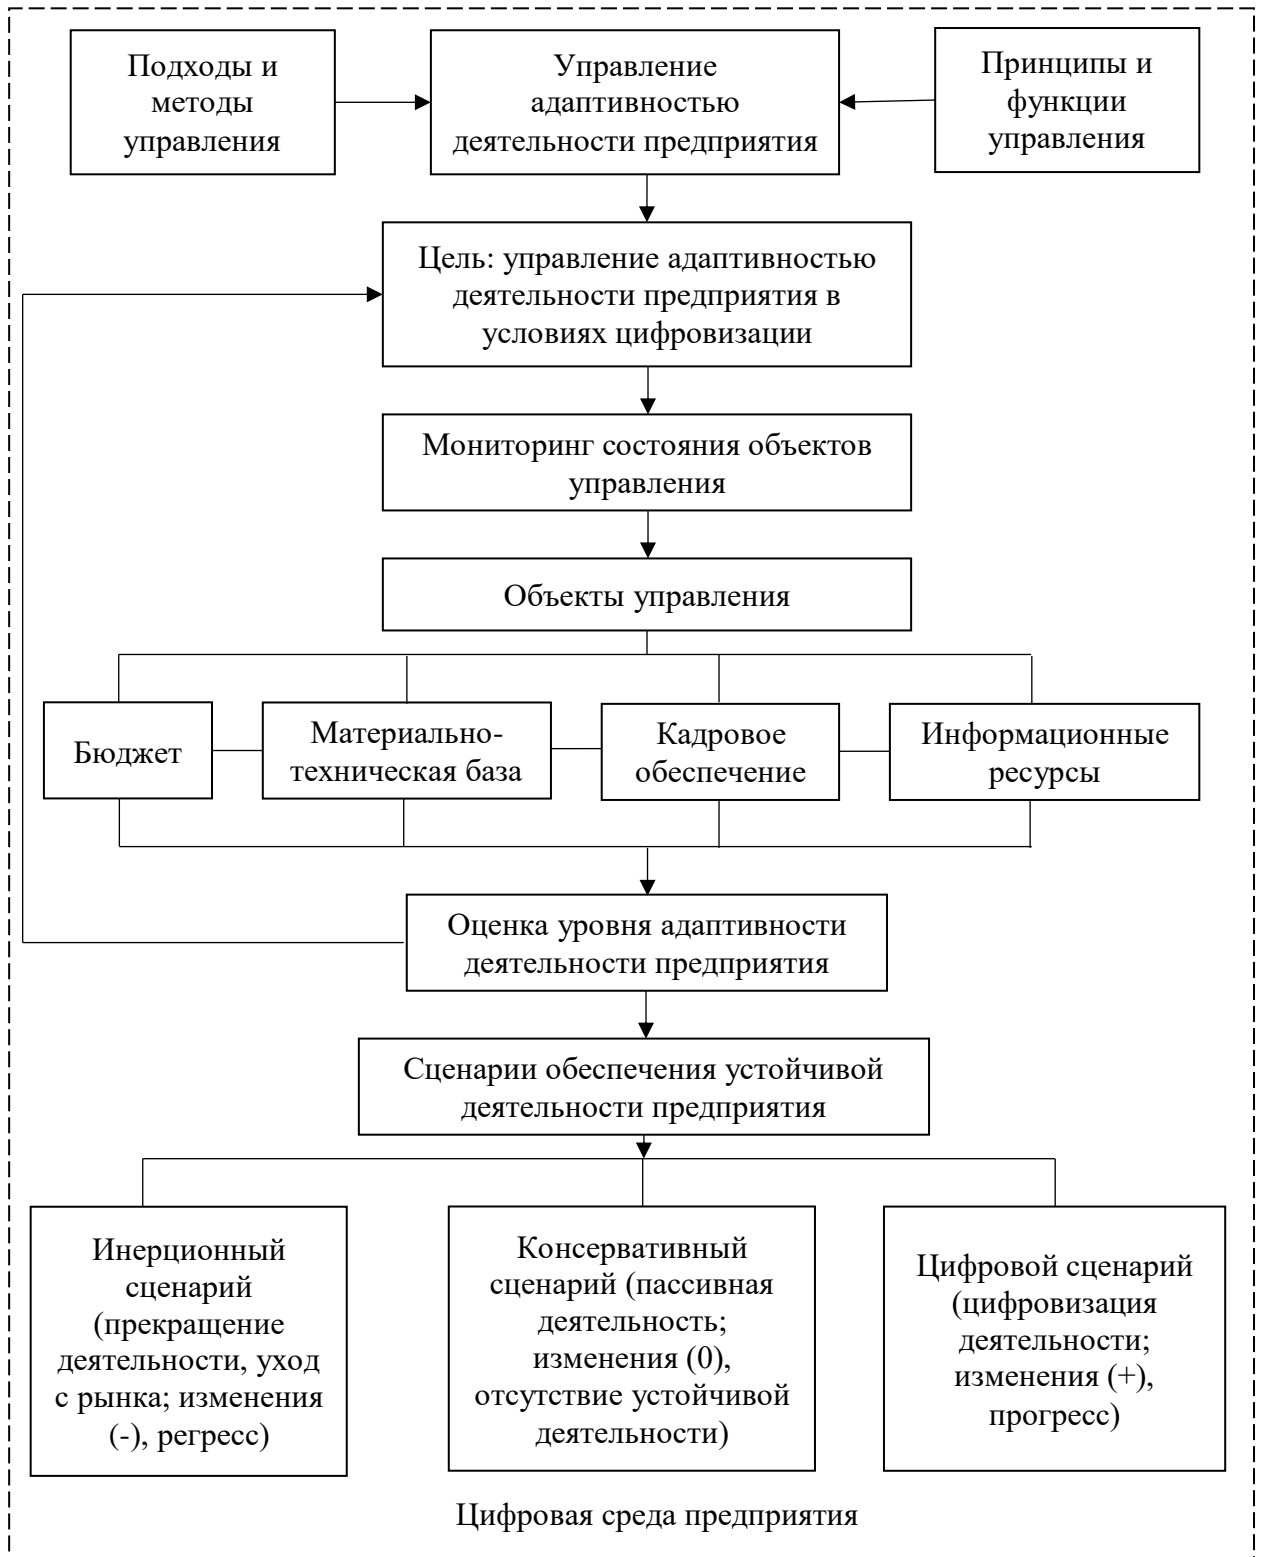 Подходы и
методы
управления
Управление
адаптивностью
деятельности предприятия
Принципы и
функции
управления
Цель: управление адаптивностью
деятельности предприятия в
условиях цифровизации
Мониторинг состояния объектов
управления
Объекты управления
Бюджет
Материально-
техническая база
Кадровое
обеспечение
Информационные
ресурсы
Оценка уровня адаптивности
деятельности предприятия
Сценарии обеспечения устойчивой
деятельности предприятия
Инерционный
сценарий
(прекращение
деятельности, уход
с рынка; изменения
(-), регресс)
Консервативный
сценарий (пассивная
деятельность;
изменения (0),
отсутствие устойчивой
деятельности)
Цифровой сценарий
(цифровизация
деятельности;
изменения (+),
прогресс)
Цифровая среда предприятия